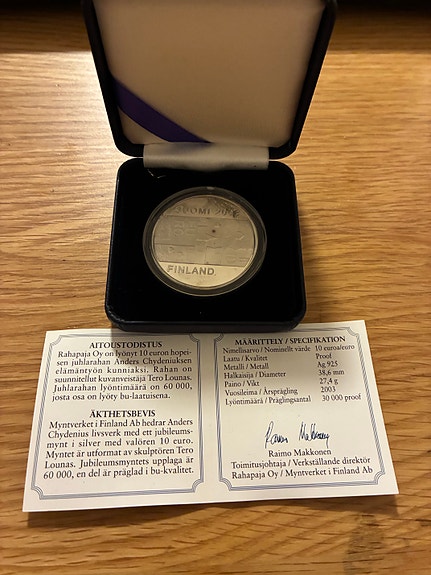 SUOMI
FINLAND
AITOUSTODISTUS
Rahapaja Oy on lyönyt 10 euron hopei-
sen juhlarahan Anders Chydeniuksen
elämäntyön kunniaksi. Rahan on
suunnitellut kuvanveistäjä Tero Lounas.
Juhlarahan lyöntimäärä on 60 000,
josta osa on lyöty bu-laatuisena.
ÄKTHETSBEVIS
Myntverket i Finland Ab hedrar Anders
Chydenius livsverk med ett jubileums-
mynt i silver med valören 10 euro.
Myntet är utformat av skulptören Tero
Lounas. Jubileumsmyntets upplaga är
60 000, en del är präglad i bu-kvalitet.
MÄÄRITTELY / SPECIFIKATION
Nimellisarvo / Nominellt värde 10 euroa/euro
Laatu / Kvalitet Proof
Metalli / Metall Ag 925
Halkaisija / Diameter 38,6 mm
Paino / Vikt 27,4 g
Vuosileima / Årsprägling 2003
Lyöntimäärä / Präglingsantal 30 000 proof
Raimo Makkonen
Toimitusjohtaja / Verkställande direktör
Rahapaja Oy / Myntverket i Finland Ab